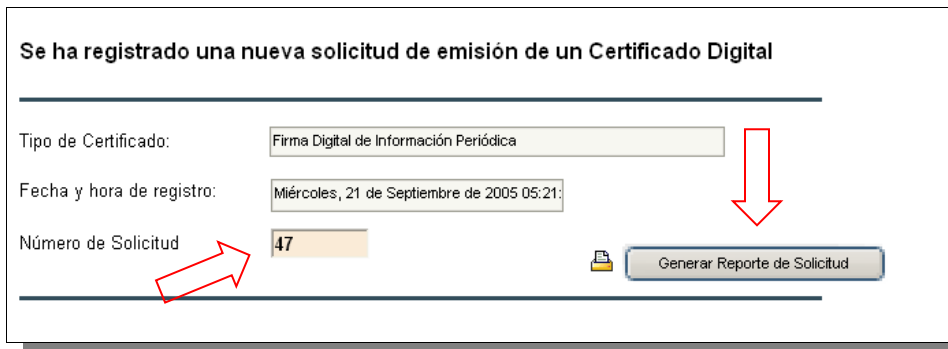 Se ha registrado una nueva solicitud de emisión de un Certificado Digital
Tipo de Certificado: Firma Digital de Información Periódica
Fecha y hora de registro: Miércoles, 21 de Septiembre de 2005 05:21:
Número de Solicitud 47
Generar Reporte de Solicitud